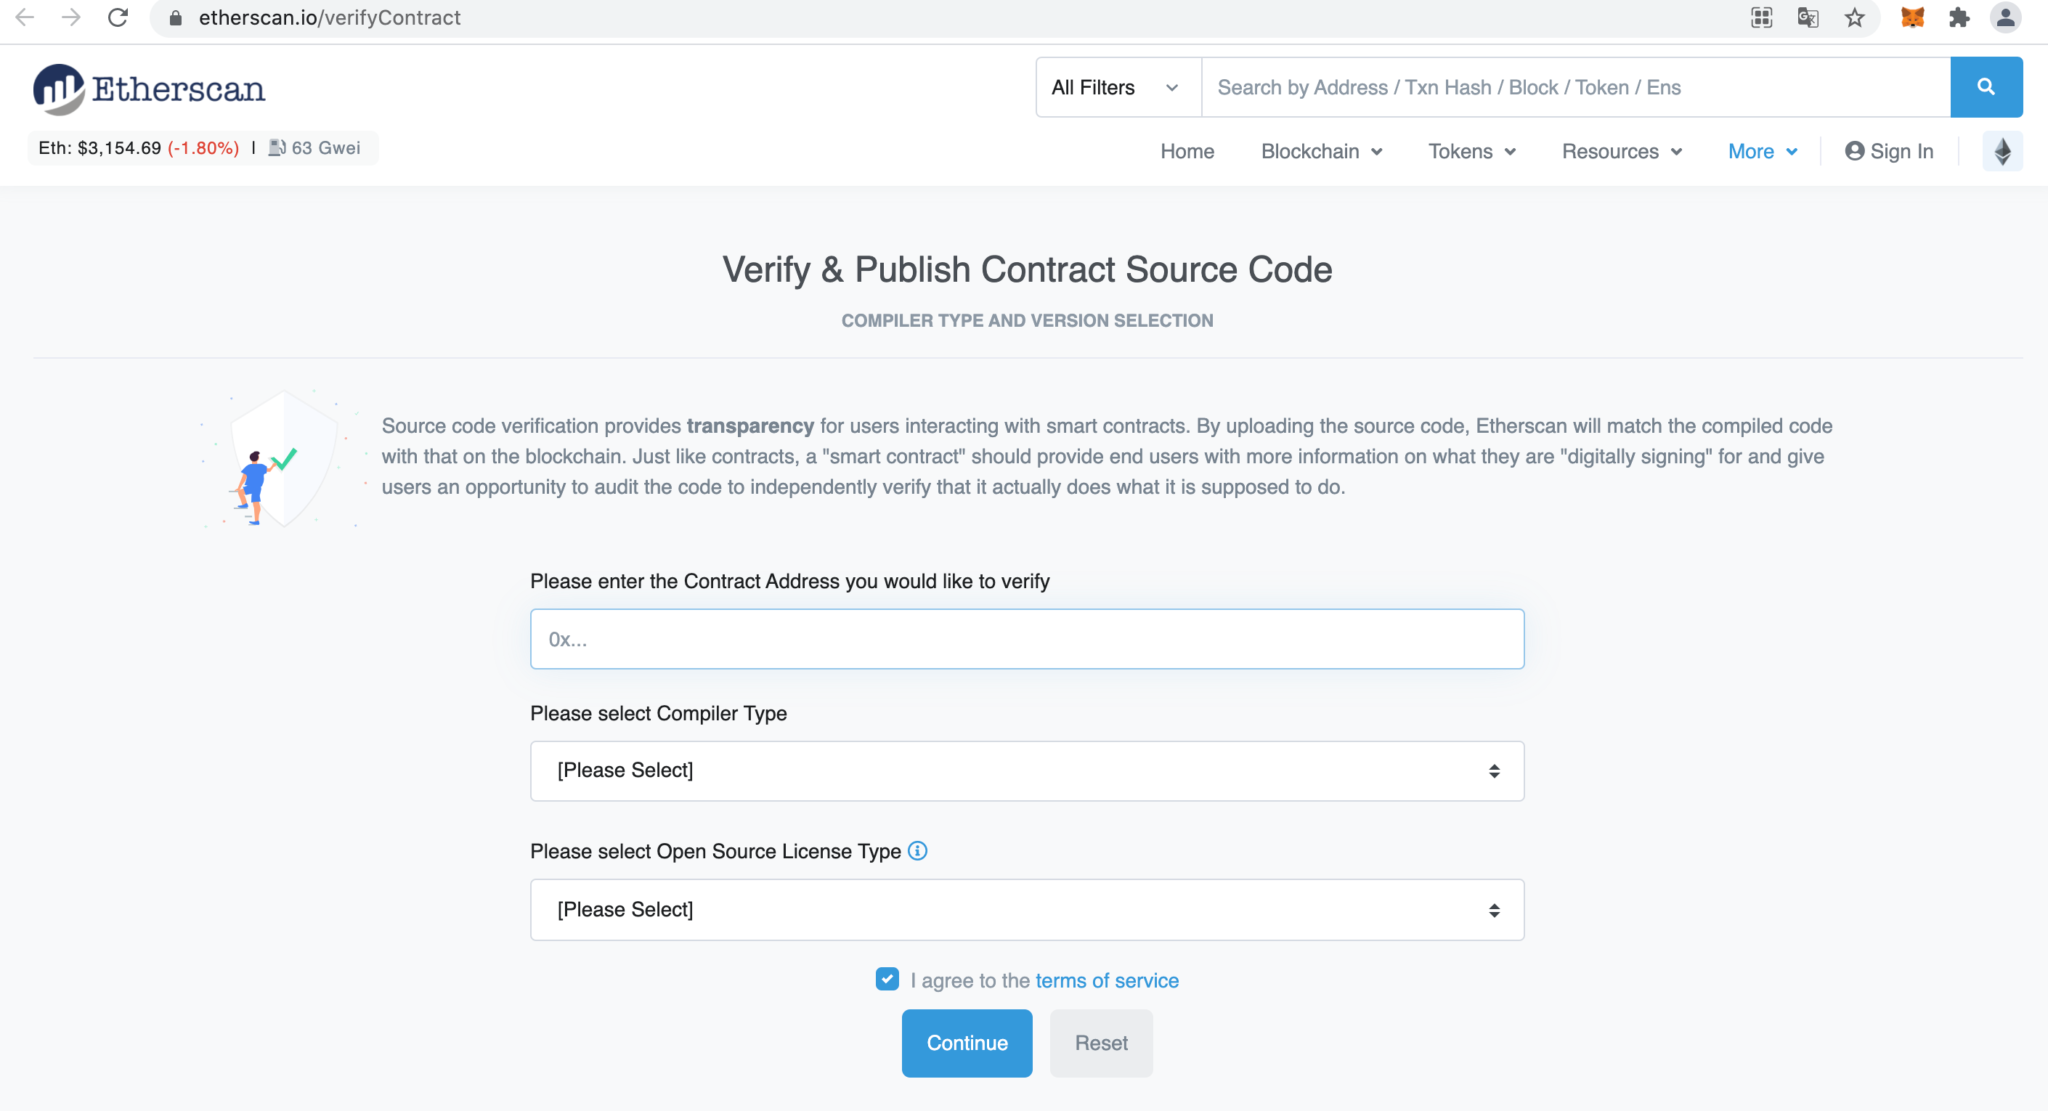 etherscan.io/verifyContract
Etherscan
All Filters
Search by Address / Txn Hash / Block / Token / Ens
Eth: $3,154.69 (-1.80%) | 63 Gwei
Home Blockchain Tokens Resources More Sign In
Verify & Publish Contract Source Code
COMPILER TYPE AND VERSION SELECTION
Source code verification provides transparency for users interacting with smart contracts. By uploading the source code, Etherscan will match the compiled code
with that on the blockchain. Just like contracts, a "smart contract" should provide end users with more information on what they are "digitally signing" for and give
users an opportunity to audit the code to independently verify that it actually does what it is supposed to do.
Please enter the Contract Address you would like to verify
0x...
Please select Compiler Type
[Please Select]
Please select Open Source License Type
[Please Select]
I agree to the terms of service
Continue Reset